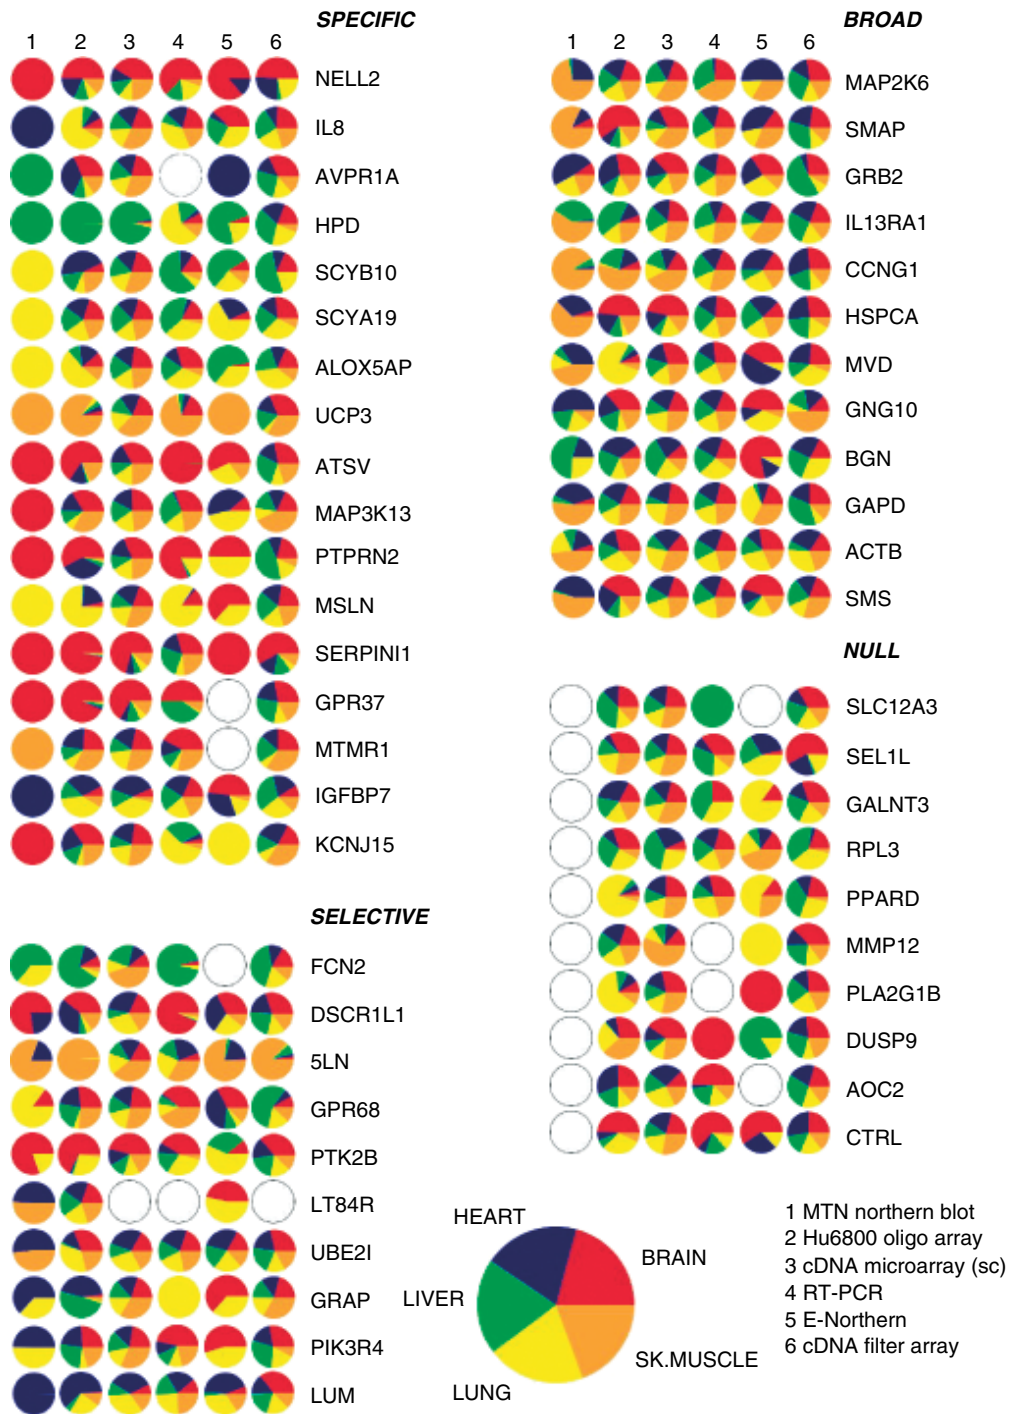 SPECIFIC
1 2 3 4 5 6
NELL2
IL8
AVPR1A
HPD
SCYB10
SCYA19
ALOX5AP
UCP3
ATSV
MAP3K13
PTPRN2
MSLN
SERPINI1
GPR37
MTMR1
IGFBP7
KCNJ15
SELECTIVE
FCN2
DSCR1L1
5LN
GPR68
PTK2B
LT84R
UBE2I
GRAP
PIK3R4
LUM
BROAD
1 2 3 4 5 6
MAP2K6
SMAP
GRB2
IL13RA1
CCNG1
HSPCA
MVD
GNG10
BGN
GAPD
ACTB
SMS
NULL
SLC12A3
SEL1L
GALNT3
RPL3
PPARD
MMP12
PLA2G1B
DUSP9
AOC2
CTRL
HEART
BRAIN
LIVER
SK.MUSCLE
LUNG
1 MTN northern blot
2 Hu6800 oligo array
3 cDNA microarray (sc)
4 RT-PCR
5 E-Northern
6 cDNA filter array